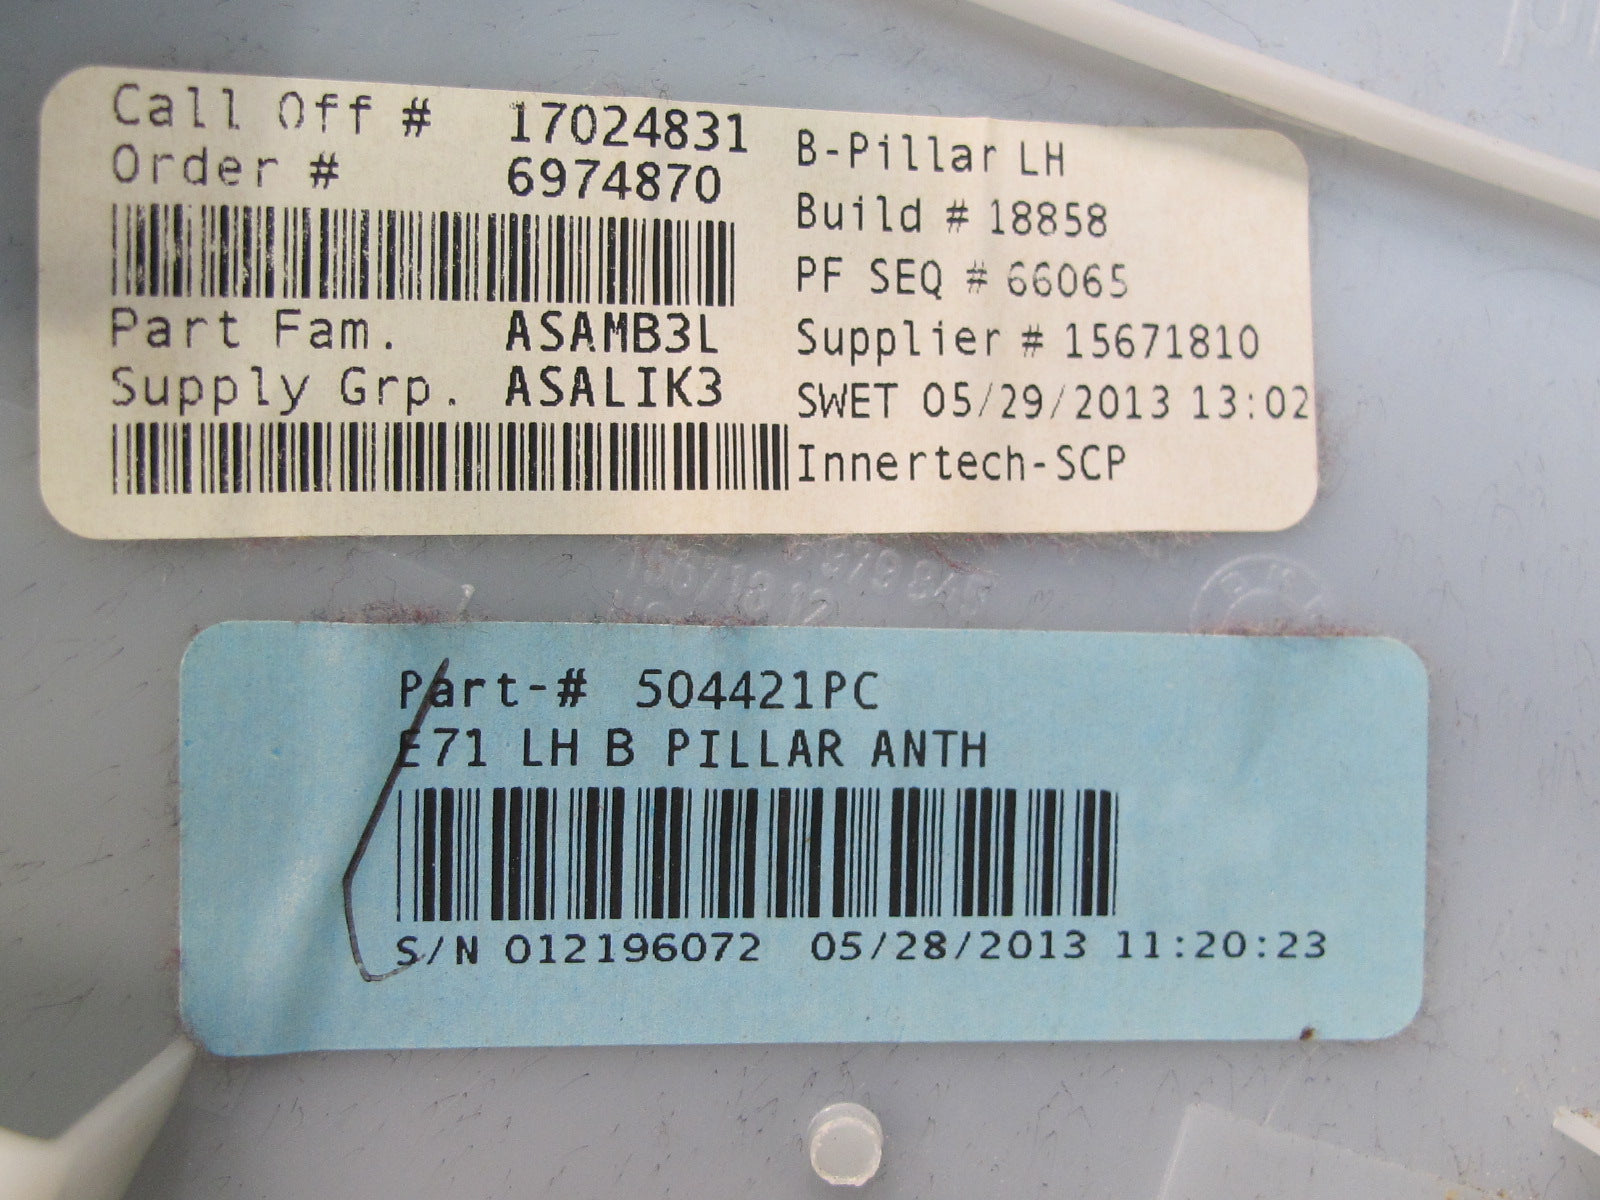 Call Off # 17024831
Order # 6974870
Part Fam. ASAMB3L
Supply Grp. ASALIK3
B-Pillar LH
Build # 18858
PF SEQ # 66065
Supplier # 15671810
SWET 05/29/2013 13:02
Innertech-SCP
Part-# 504421PC
E71 LH B PILLAR ANTH
S/N 012196072 05/28/2013 11:20:23